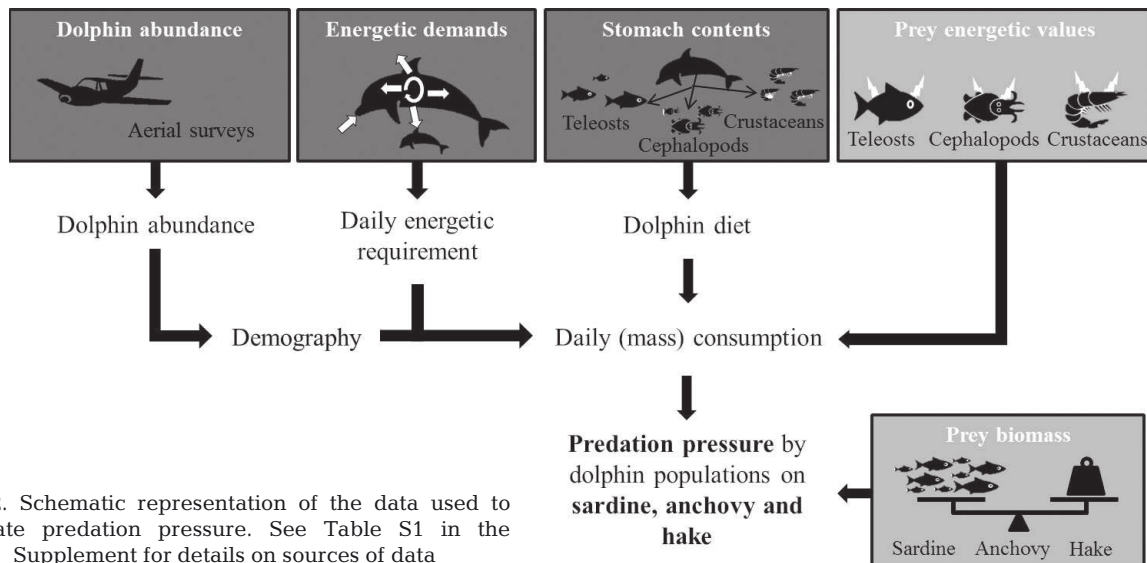 Dolphin abundance
Aerial surveys
Energetic demands
Stomach contents
Teleosts
Cephalopods
Crustaceans
Prey energetic values
Teleosts Cephalopods Crustaceans
Dolphin abundance
Daily energetic
requirement
Dolphin diet
Demography
Daily (mass) consumption
Predation pressure by
dolphin populations on
sardine, anchovy and
hake
Prey biomass
Sardine Anchovy Hake
. Schematic representation of the data used to
predation pressure. See Table S1 in the
Supplement for details on sources of data